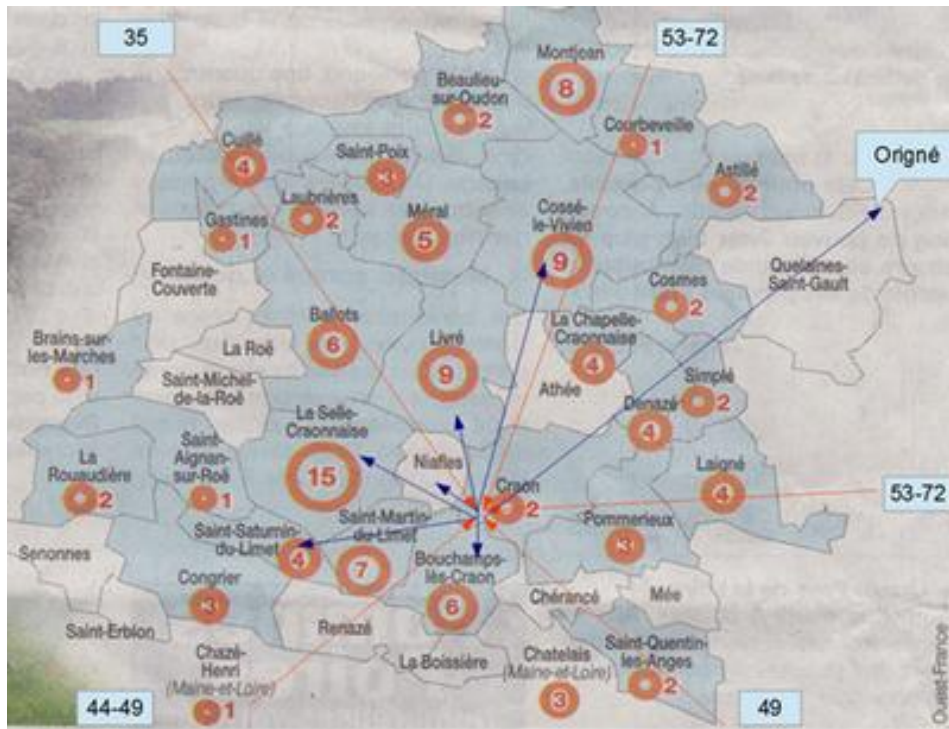 35
53-72
Montjean
8
Beaulieu-
sur-Oudon
2
Courbeveille
1
Origné
Cuillé
4
Saint-Poix
3
Astillé
2
Laubrières
2
Gastines
1
Méral
5
Cossé-
le-Vivien
9
Quelaines-
Saint-Gault
Fontaine-
Couverte
Cosmes
2
Ballots
6
Livré
9
La Chapelle-
Craonnaise
4
Brains-sur-
les-Marches
1
La Roë
Saint-Michel-
de-la-Roë
Athée
Simplé
2
Denazé
4
La Selle-
Craonnaise
15
Niafles
La
Rouaudière
2
Saint-
Aignan-
sur-Roë
1
Craon
2
Laigné
4
53-72
Saint-Saturnin-
du-Limet
4
Saint-Martin-
du-Limet
7
Pommerieux
3
Senonnes
Bouchamps-
lès-Craon
6
Congrier
3
Chérancé
Mée
Saint-Erblon
Renazé
Chazé-
Henri
(Maine-et-Loire)
1
La Boissière
Chatelais
(Maine-et-Loire)
3
Saint-Quentin-
les-Anges
2
44-49
49
Ouest-France